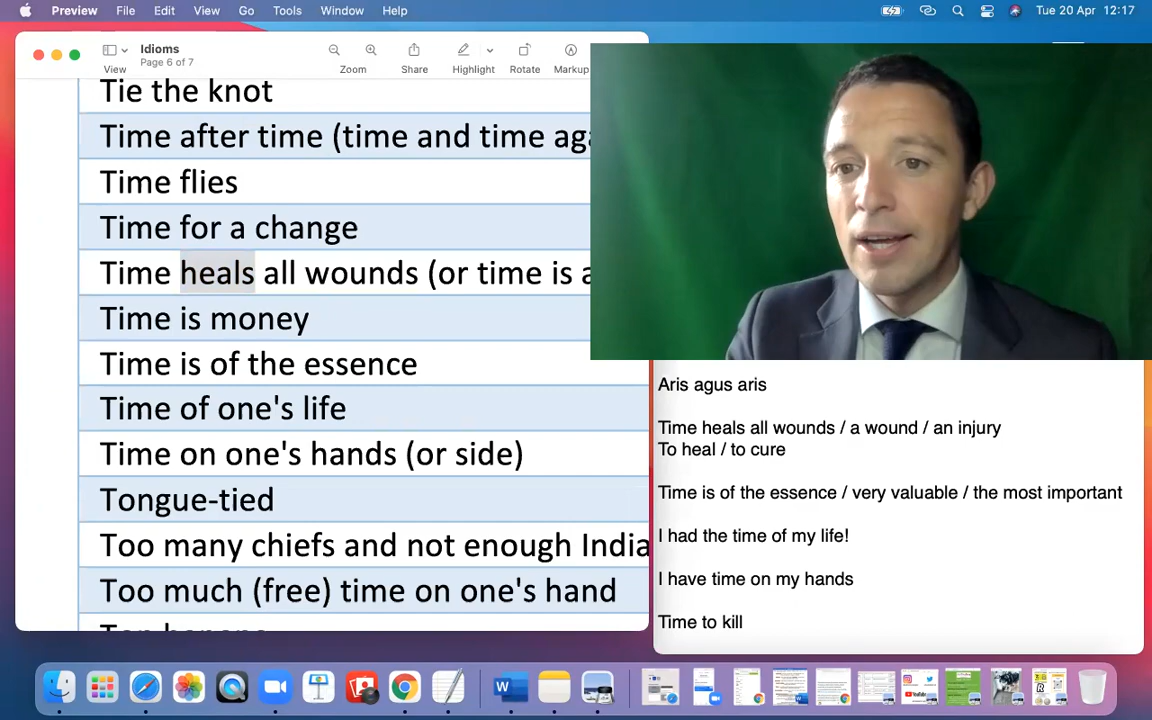 Preview File Edit View Go Tools Window Help Tue 20 Apr 12:17
Idioms
Page 6 of 7
View Zoom Share Highlight Rotate Markup
Tie the knot
Time after time (time and time aga
Time flies
Time for a change
Time heals all wounds (or time is a
Time is money
Time is of the essence
Time of one's life
Time on one's hands (or side)
Tongue-tied
Too many chiefs and not enough India
Too much (free) time on one's hand
Aris agus aris
Time heals all wounds / a wound / an injury
To heal / to cure
Time is of the essence / very valuable / the most important
I had the time of my life!
I have time on my hands
Time to kill